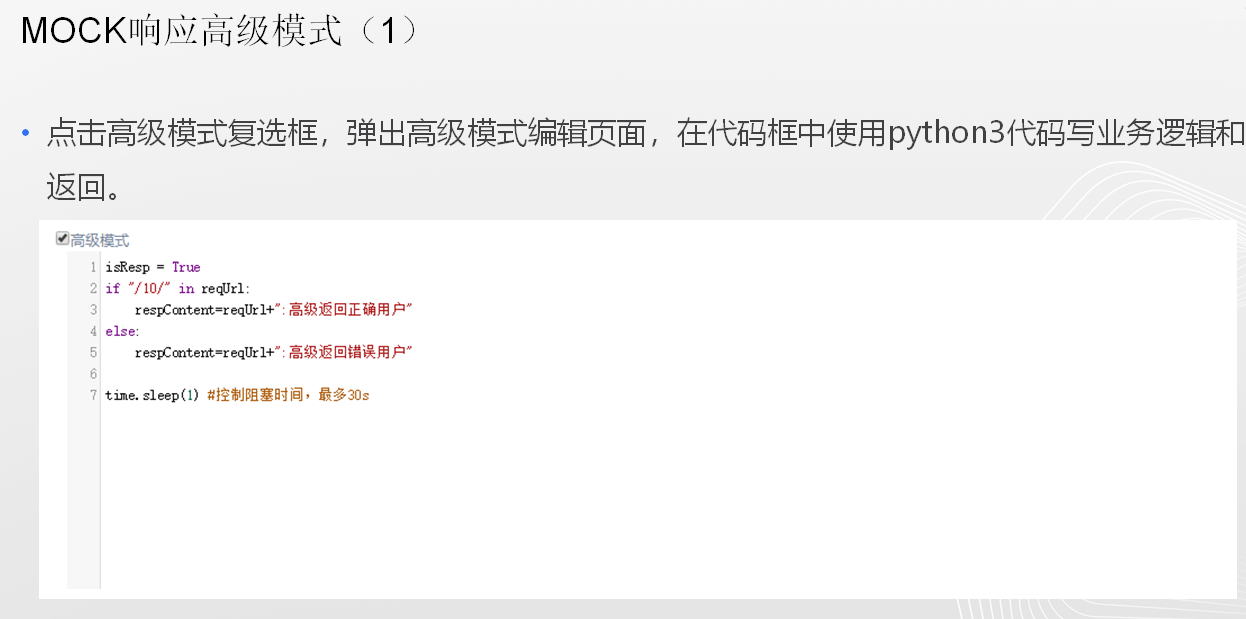 MOCK响应高级模式（1）
• 点击高级模式复选框，弹出高级模式编辑页面，在代码框中使用python3代码写业务逻辑和
返回。
高级模式
1 isResp = True
2 if "/10/" in reqUrl:
3     respContent=reqUrl+":高级返回正确用户"
4 else:
5     respContent=reqUrl+":高级返回错误用户"
6
7 time.sleep(1) #控制阻塞时间，最多30s